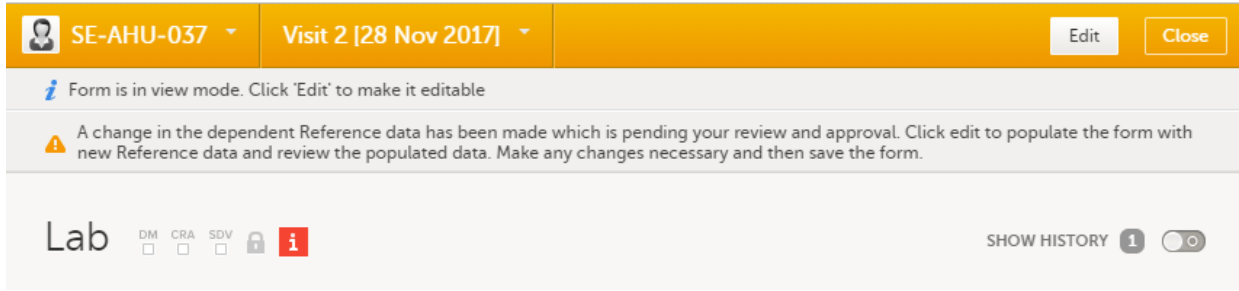 SE-AHU-037 Visit 2 [28 Nov 2017] Edit Close
i Form is in view mode. Click 'Edit' to make it editable
A change in the dependent Reference data has been made which is pending your review and approval. Click edit to populate the form with
new Reference data and review the populated data. Make any changes necessary and then save the form.
Lab DM CRA SDV i SHOW HISTORY 1